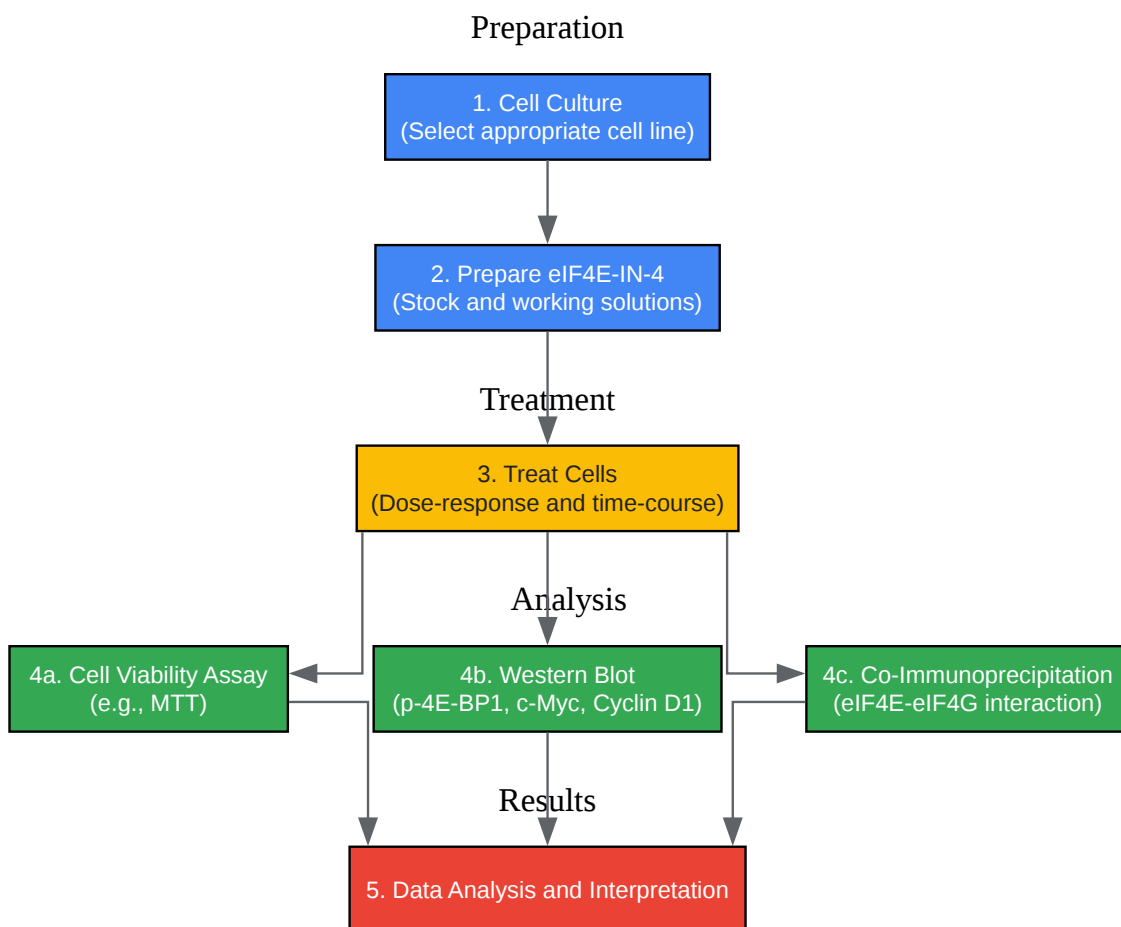 Preparation
1. Cell Culture
(Select appropriate cell line)
2. Prepare eIF4E-IN-4
(Stock and working solutions)
Treatment
3. Treat Cells
(Dose-response and time-course)
Analysis
4a. Cell Viability Assay
(e.g., MTT)
4b. Western Blot
(p-4E-BP1, c-Myc, Cyclin D1)
4c. Co-Immunoprecipitation
(eIF4E-eIF4G interaction)
Results
5. Data Analysis and Interpretation